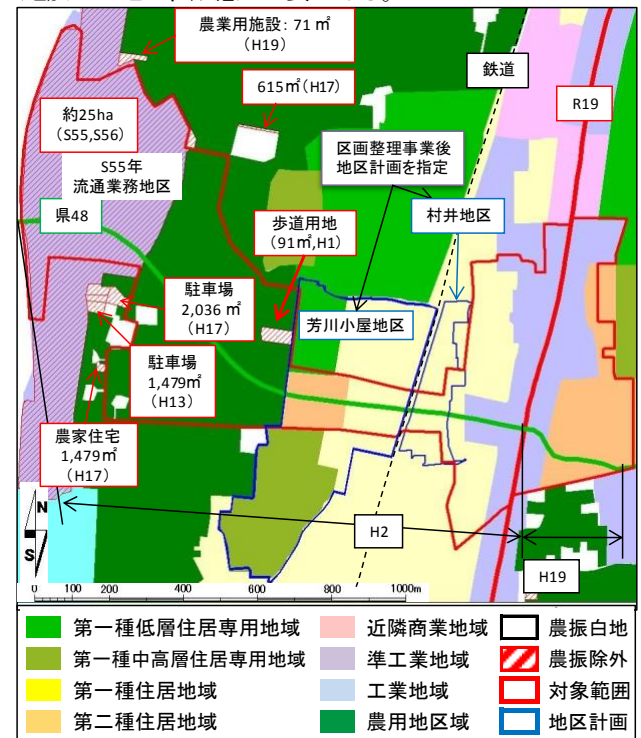 農業用施設: 71 ㎡
(H19)
鉄道
615㎡(H17)
R19
約25ha
(S55,S56)
S55年
流通業務地区
区画整理事業後
地区計画を指定
県48
歩道用地
(91㎡,H1)
村井地区
駐車場
2,036 ㎡
(H17)
芳川小屋地区
駐車場
1,479㎡
(H13)
農家住宅
1,479㎡
(H17)
N
S
H2
H19
0 200 400 600 800 1000m
第一種低層住居専用地域
第一種中高層住居専用地域
第一種住居地域
第二種住居地域
近隣商業地域
準工業地域
工業地域
農用地区域
農振白地
農振除外
対象範囲
地区計画